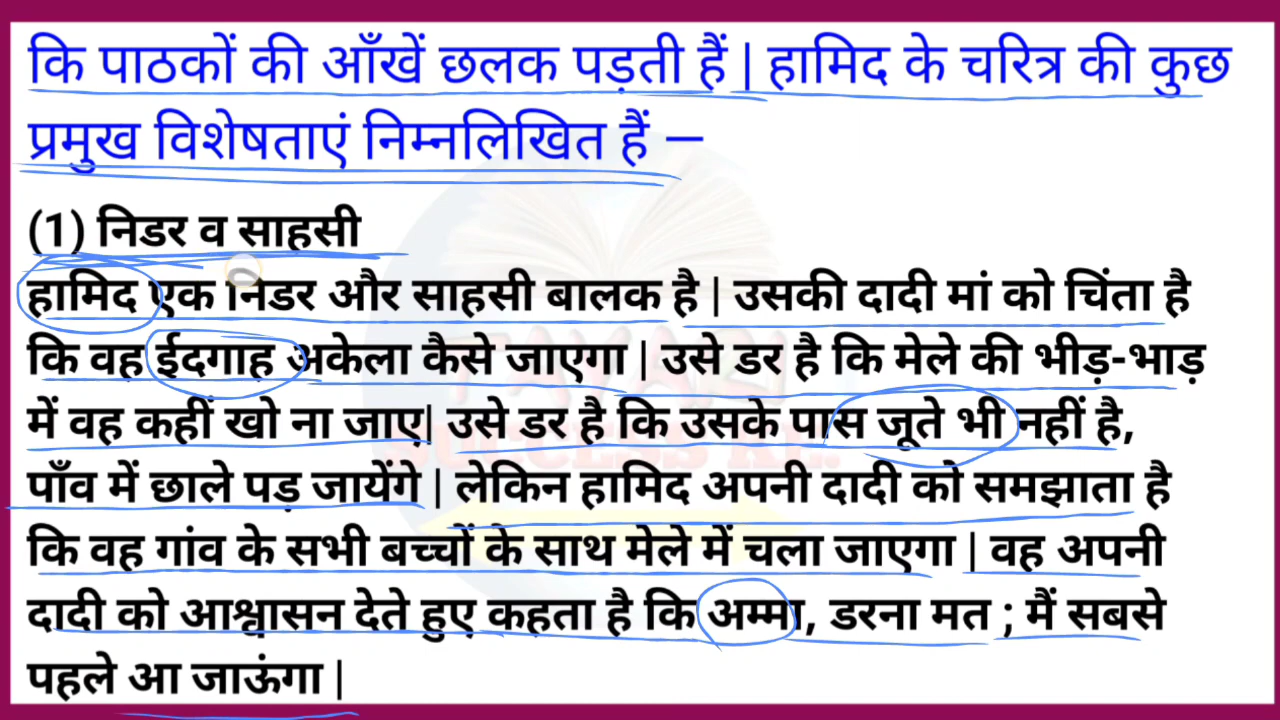 कि पाठकों की आँखें छलक पड़ती हैं | हामिद के चरित्र की कुछ
प्रमुख विशेषताएं निम्नलिखित हैं —
(1) निडर व साहसी
हामिद एक निडर और साहसी बालक है | उसकी दादी मां को चिंता है
कि वह ईदगाह अकेला कैसे जाएगा | उसे डर है कि मेले की भीड़-भाड़
में वह कहीं खो ना जाए| उसे डर है कि उसके पास जूते भी नहीं है,
पाँव में छाले पड़ जायेंगे | लेकिन हामिद अपनी दादी को समझाता है
कि वह गांव के सभी बच्चों के साथ मेले में चला जाएगा | वह अपनी
दादी को आश्वासन देते हुए कहता है कि अम्मा, डरना मत ; मैं सबसे
पहले आ जाऊंगा |